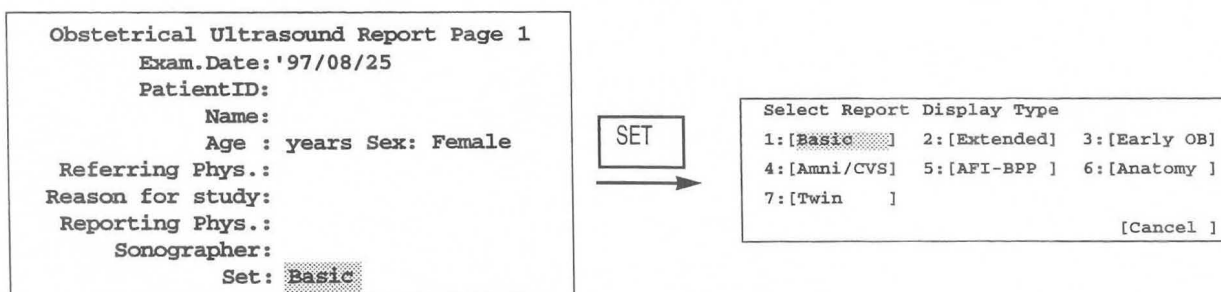 Obstetrical Ultrasound Report Page 1
Exam.Date:'97/08/25
PatientID:
Name:
Age : years Sex: Female
Referring Phys.:
Reason for study:
Reporting Phys.:
Sonographer:
Set: Basic
SET
Select Report Display Type
1:[Basic ] 2:[Extended] 3:[Early OB]
4:[Amni/CVS] 5:[AFI-BPP ] 6:[Anatomy ]
7:[Twin ]
[Cancel ]